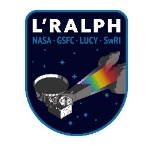 L'RALPH
NASA · GSFC · LUCY · SwRI